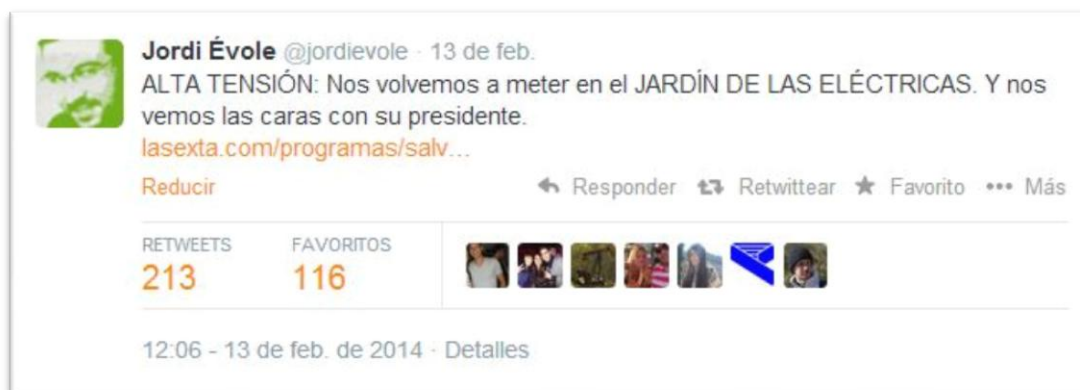 Jordi Évole @jordievole · 13 de feb.
ALTA TENSIÓN: Nos volvemos a meter en el JARDÍN DE LAS ELÉCTRICAS. Y nos
vemos las caras con su presidente.
lasexta.com/programas/salv...
Reducir Responder Retwittear Favorito ••• Más
RETWEETS FAVORITOS
213 116
12:06 - 13 de feb. de 2014 · Detalles